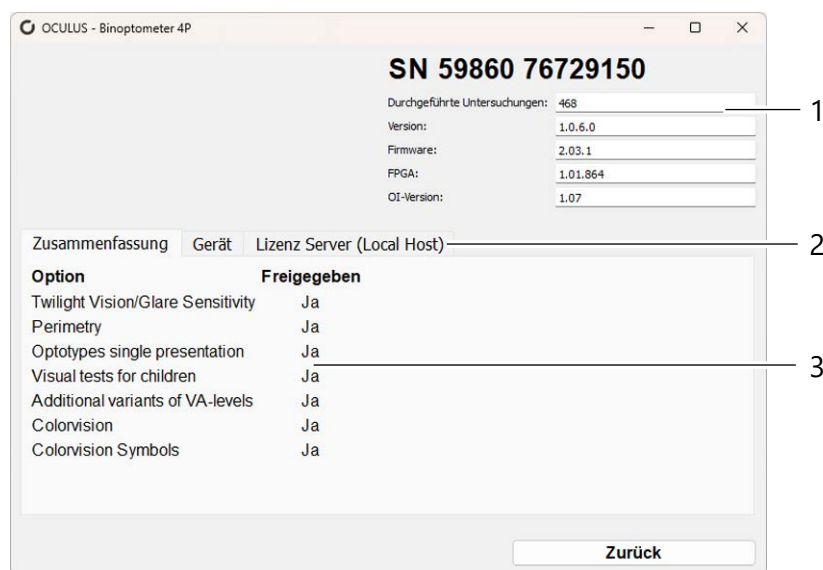 OCULUS - Binoptometer 4P
SN 59860 76729150
Durchgeführte Untersuchungen: 468
1
Version: 1.0.6.0
Firmware: 2.03.1
FPGA: 1.01.864
OI-Version: 1.07
Zusammenfassung Gerät Lizenz Server (Local Host)
2
Option Freigegeben
Twilight Vision/Glare Sensitivity Ja
Perimetry Ja
Optotypes single presentation Ja
Visual tests for children Ja
3
Additional variants of VA-levels Ja
Colorvision Ja
Colorvision Symbols Ja
Zurück